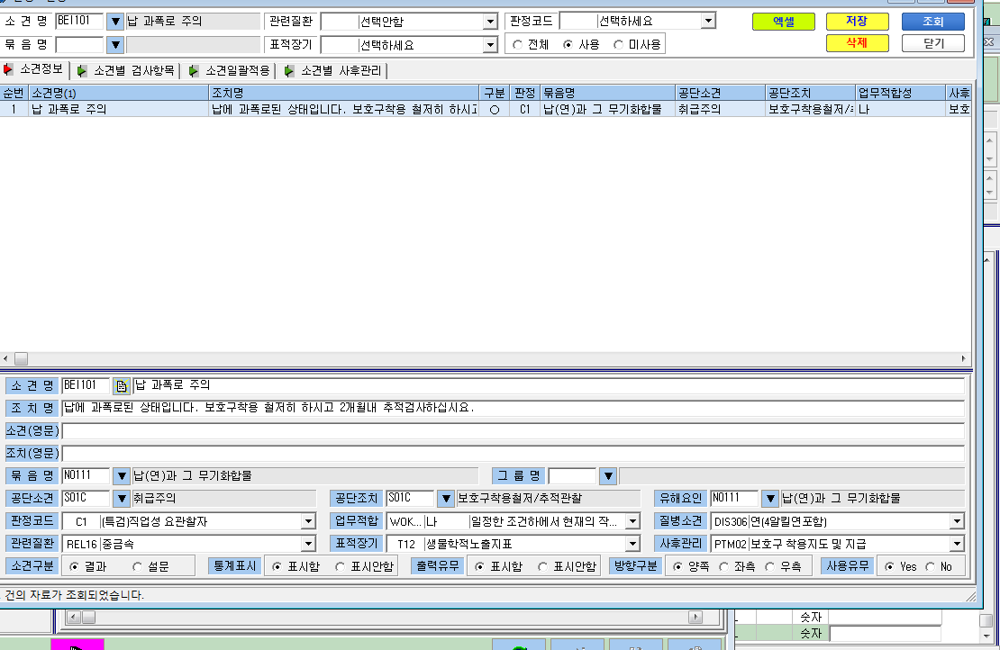 소 견 명 BEI101 납 과폭로 주의 관련질환 선택안함 판정코드 선택하세요 엑셀 저장 조회
묶 음 명 표적장기 선택하세요 전체 사용 미사용 삭제 닫기
소견정보 소견별 검사항목 소견일괄적용 소견별 사후관리
순번 소견명(1) 조치명 구분 판정 묶음명 공단소견 공단조치 업무적합성 사후
1 납 과폭로 주의 납에 과폭로된 상태입니다. 보호구착용 철저히 하시고 ○ C1 납(연)과 그 무기화합물 취급주의 보호구착용철저/ 나 보호
소 견 명 BEI101 납 과폭로 주의
조 치 명 납에 과폭로된 상태입니다. 보호구착용 철저히 하시고 2개월내 추적검사하십시요.
소견(영문)
조치(영문)
묶 음 명 N0111 납(연)과 그 무기화합물 그 룹 명
공단소견 S01C 취급주의 공단조치 S01C 보호구착용철저/추적관찰 유해요인 N0111 납(연)과 그 무기화합물
판정코드 C1 (특검)직업성 요관찰자 업무적합 WOK... 나 일정한 조건하에서 현재의 작... 질병소견 DIS306 연(4알킬연포함)
관련질환 REL16 중금속 표적장기 T12 생물학적노출지표 사후관리 PTM02 보호구 착용지도 및 지급
소견구분 결과 설문 통계표시 표시함 표시안함 출력유무 표시함 표시안함 방향구분 양쪽 좌측 우측 사용유무 Yes No
건의 자료가 조회되었습니다.
숫자
숫자